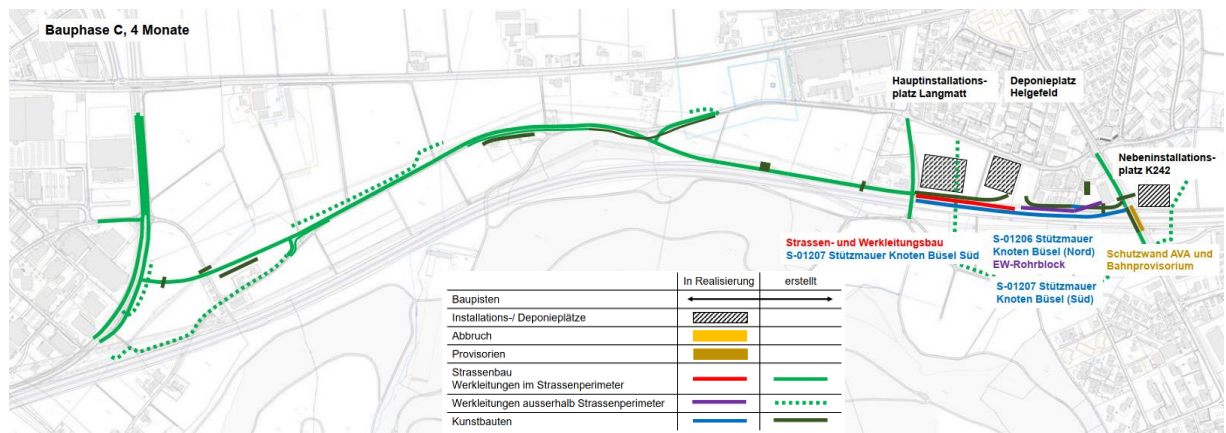 Bauphase C, 4 Monate
Hauptinstallations-
platz Langmatt
Deponieplatz
Helgefeld
Nebeninstallations-
platz K242
Strassen- und Werkleitungsbau
S-01207 Stützmauer Knoten Büsel Süd
S-01206 Stützmauer
Knoten Büsel (Nord)
EW-Rohrblock
S-01207 Stützmauer
Knoten Büsel (Süd)
Schutzwand AVA und
Bahnprovisorium
In Realisierung erstellt
Baupisten
Installations-/ Deponieplätze
Abbruch
Provisorien
Strassenbau
Werkleitungen im Strassenperimeter
Werkleitungen ausserhalb Strassenperimeter
Kunstbauten